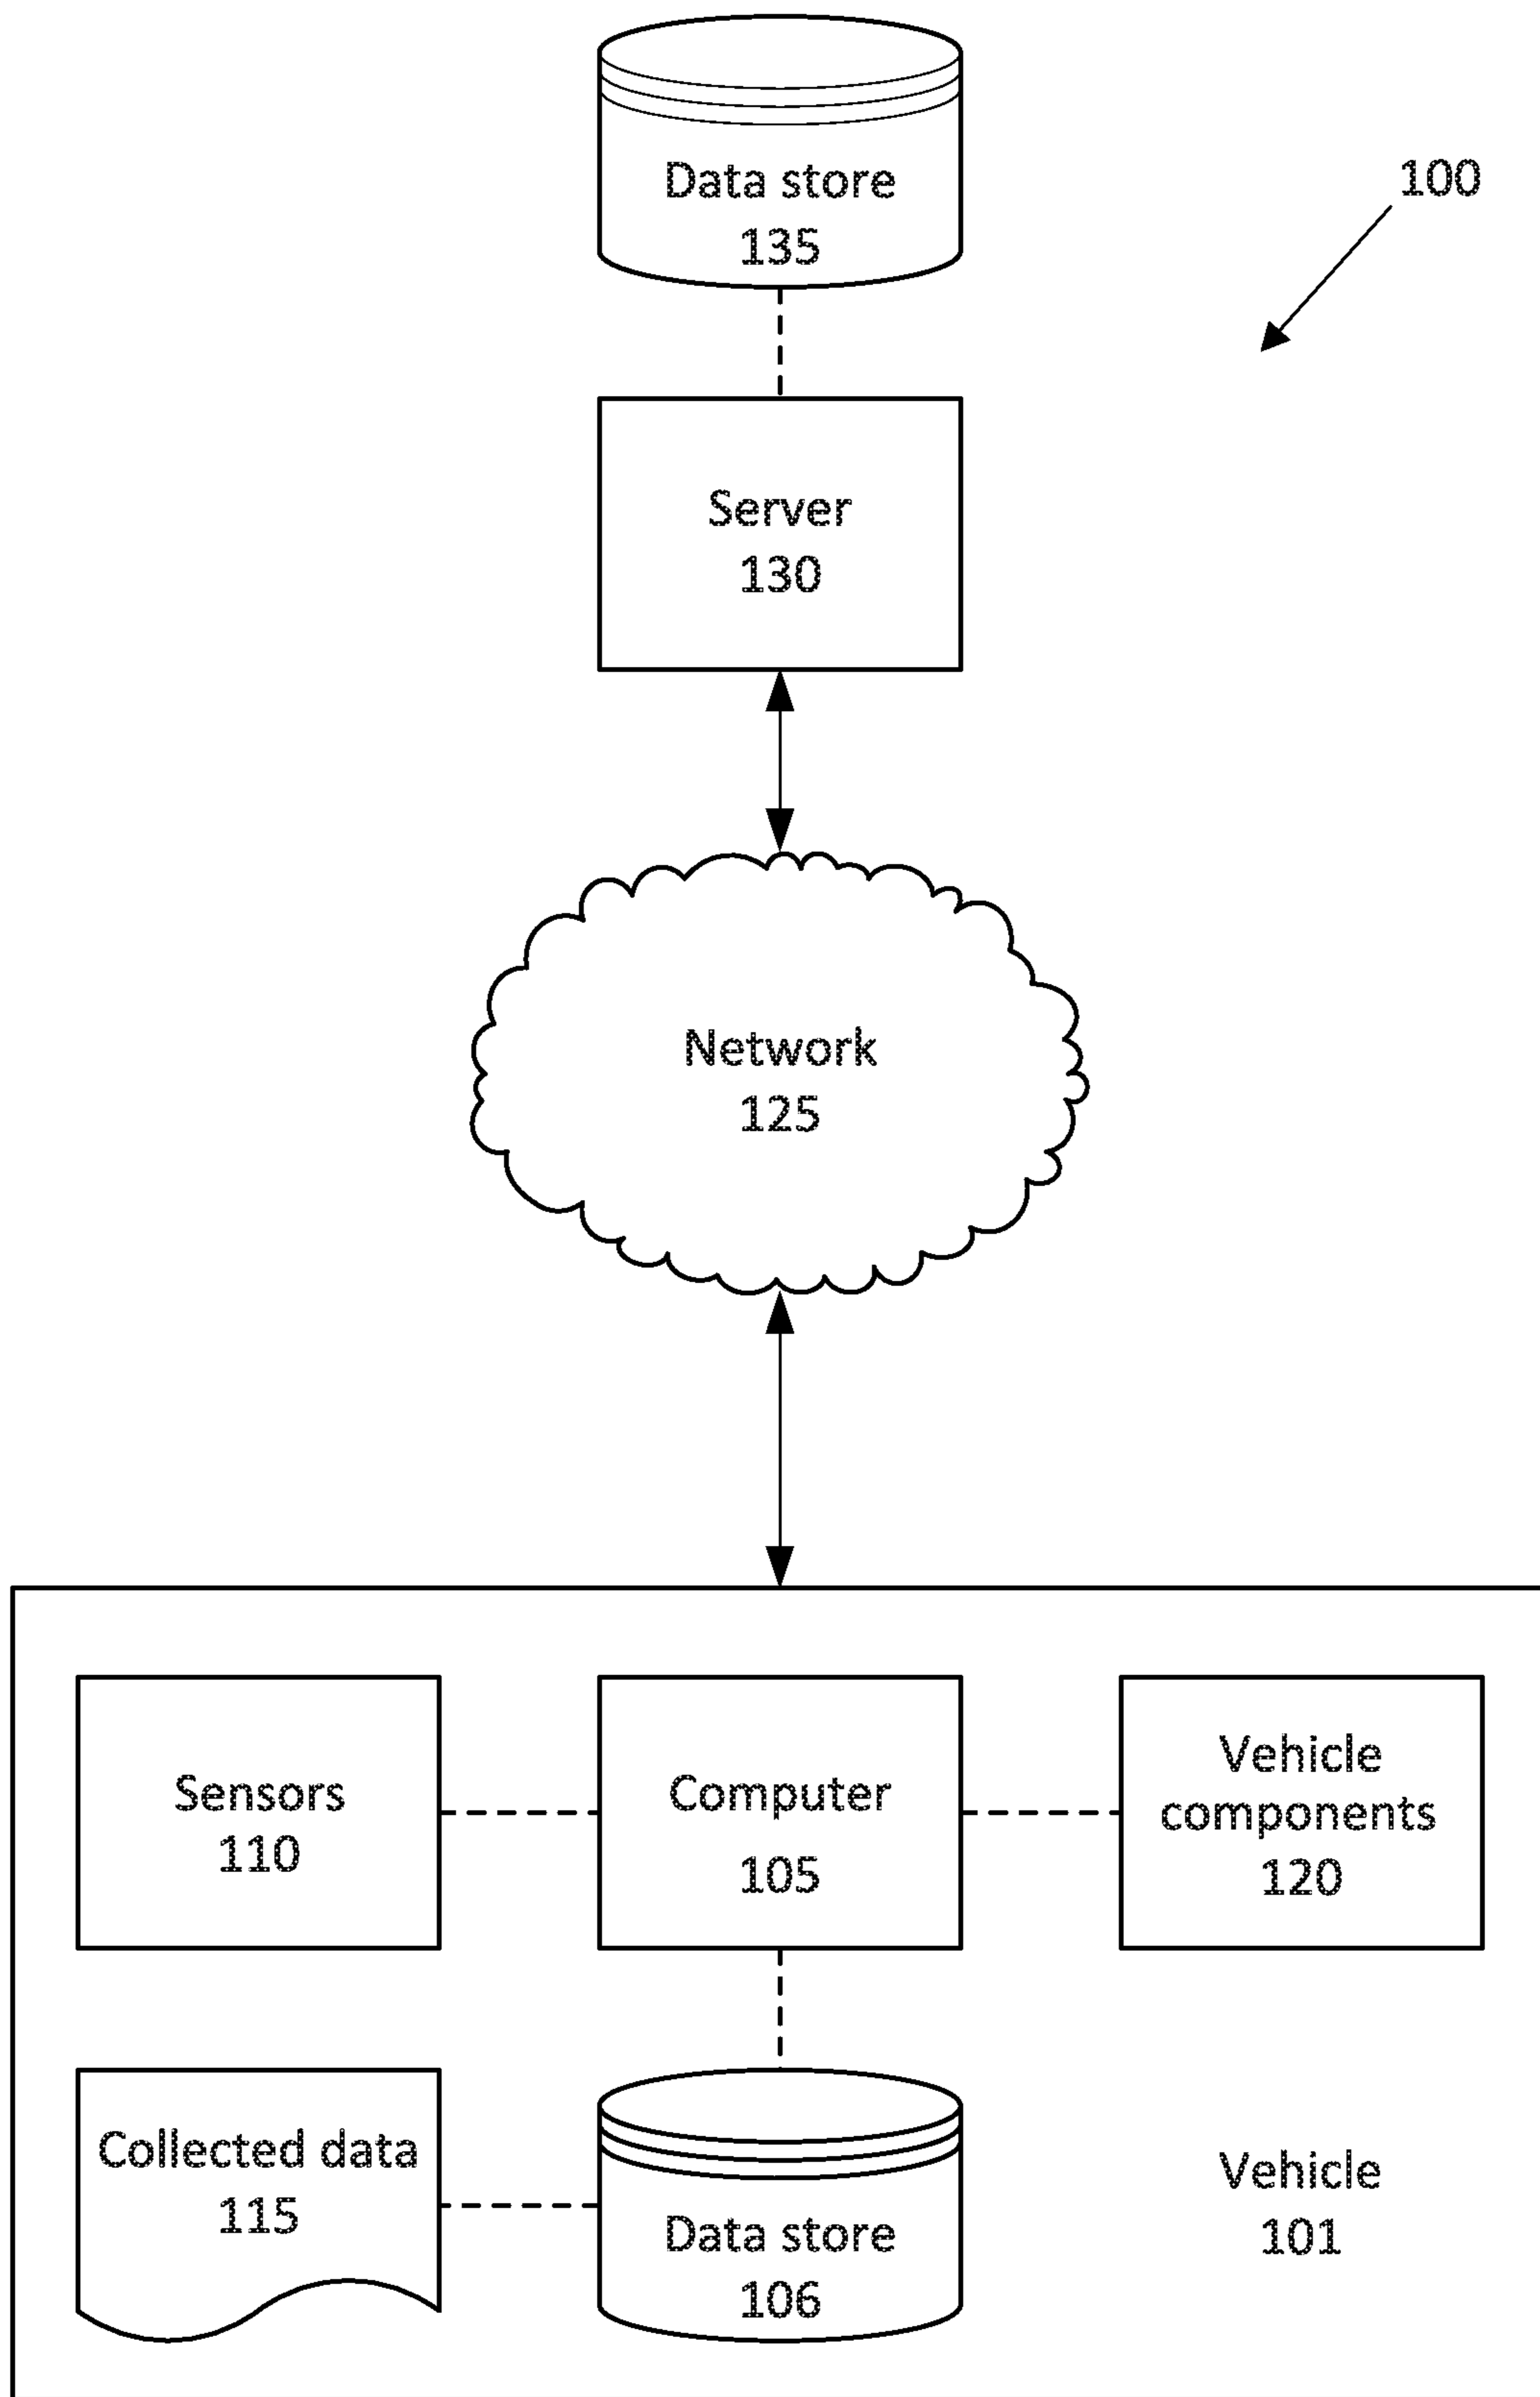 Data store
135
100
Server
130
Network
125
Sensors
110
Computer
105
Vehicle
components
120
Collected data
115
Data store
106
Vehicle
101